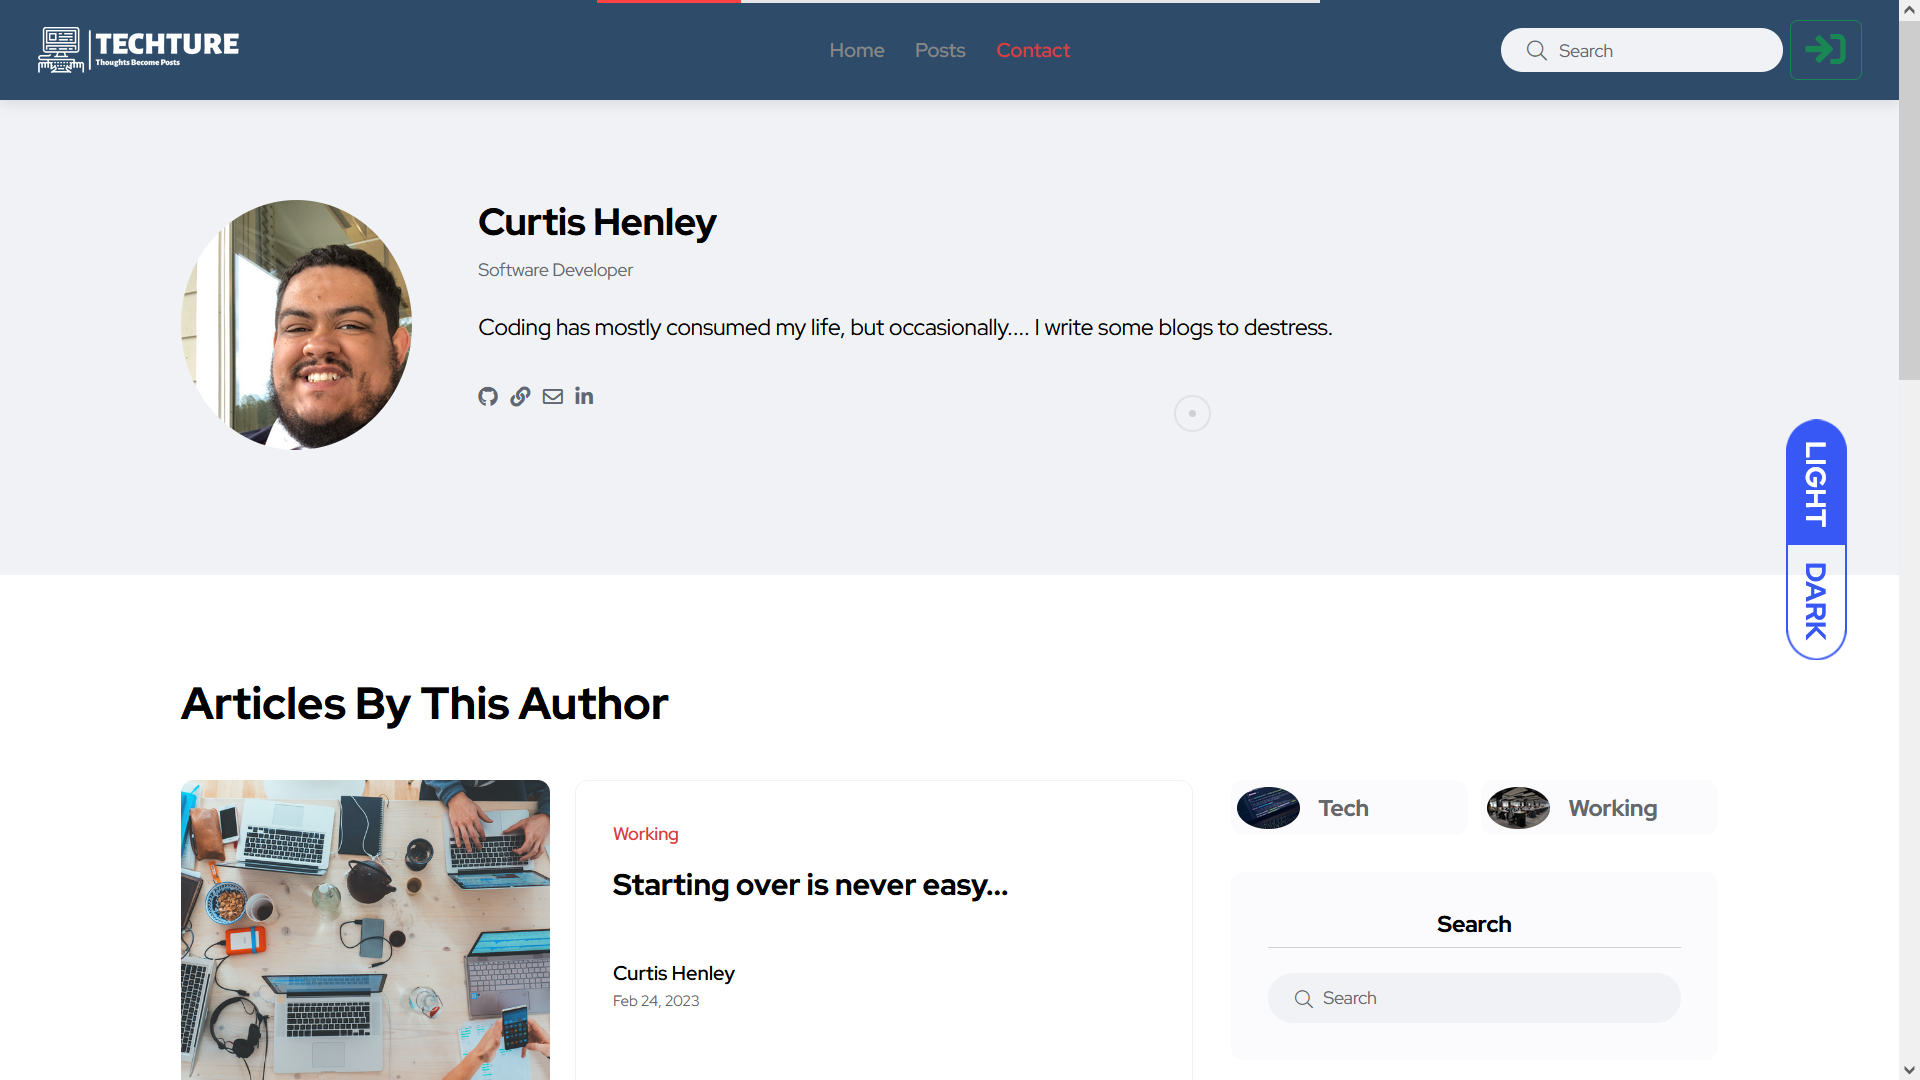 TECHTURE
Thoughts Become Posts
Home
Posts
Contact
Search
Curtis Henley
Software Developer
Coding has mostly consumed my life, but occasionally.... I write some blogs to destress.
LIGHT
DARK
Articles By This Author
Working
Starting over is never easy...
Curtis Henley
Feb 24, 2023
Tech
Working
Search
Search